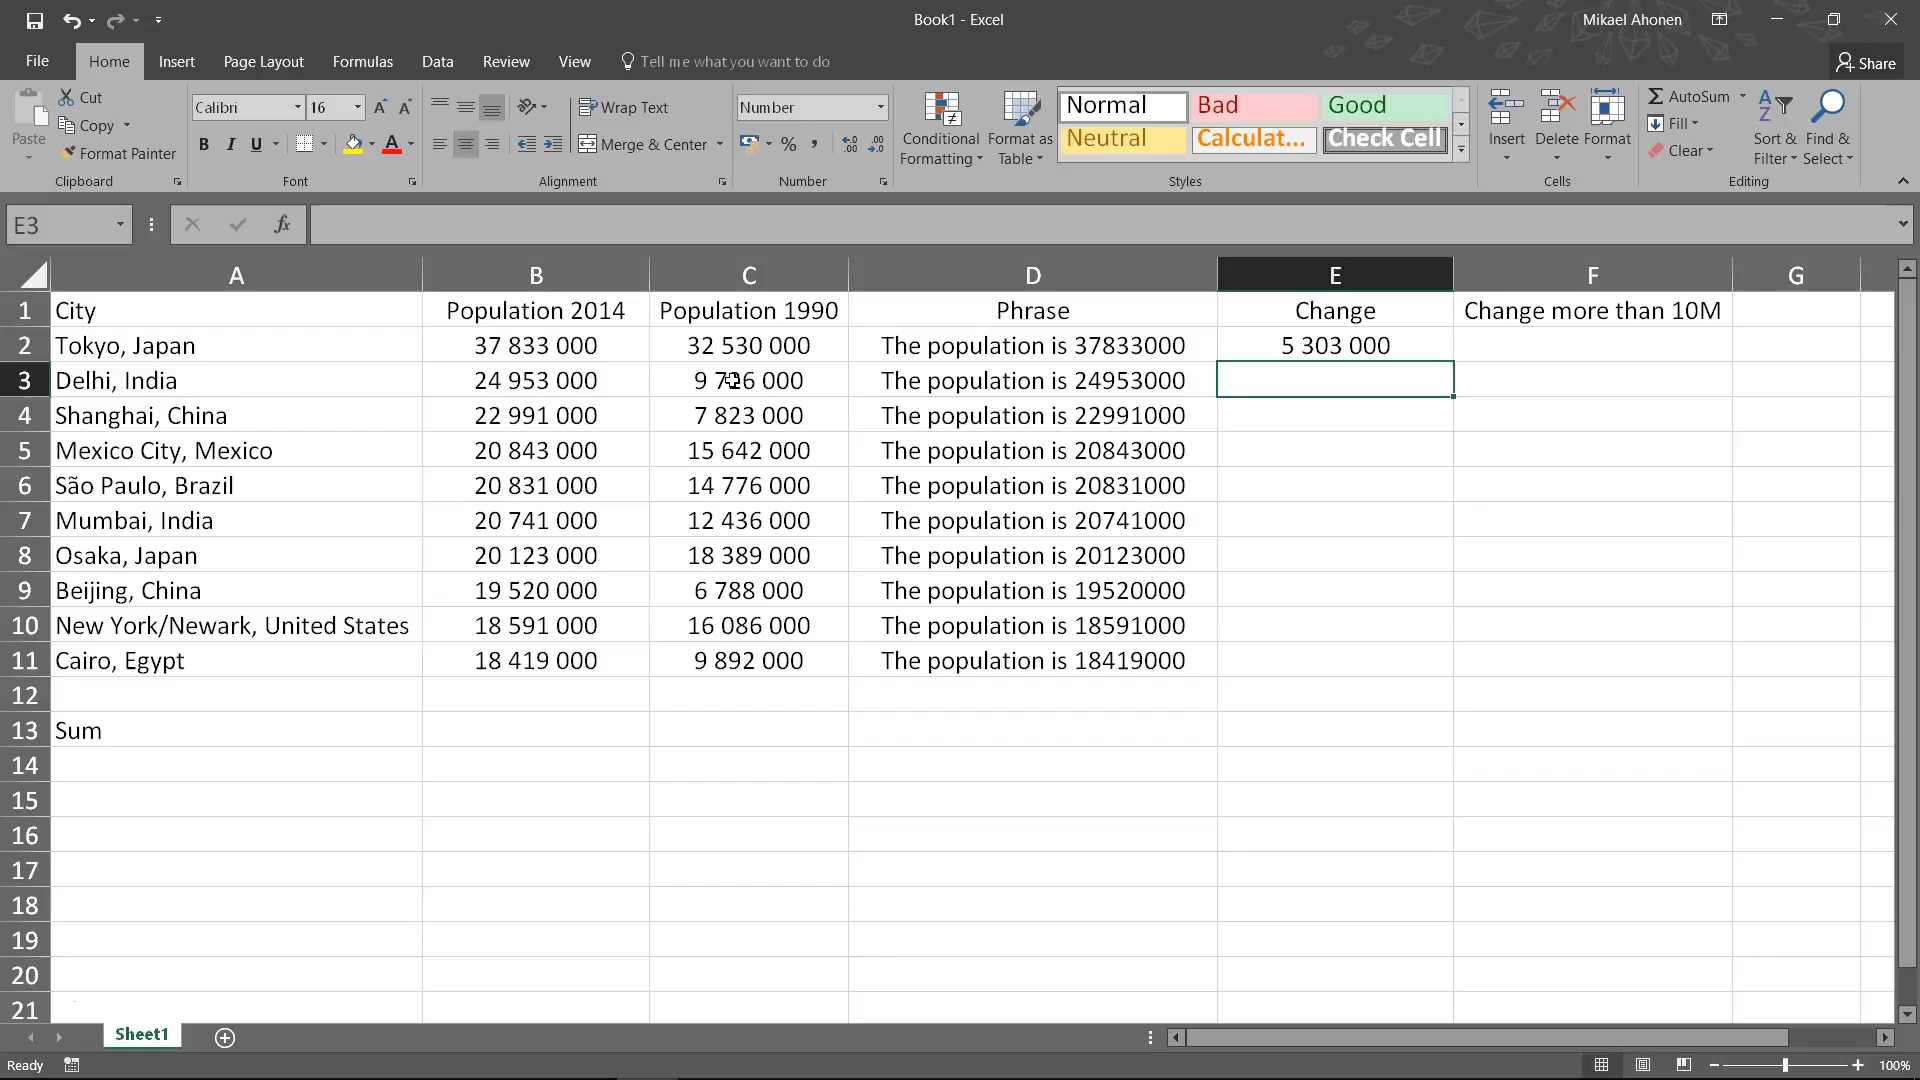 Book1 - Excel
Mikael Ahonen
File
Home
Insert
Page Layout
Formulas
Data
Review
View
Tell me what you want to do
Share
Paste
Cut
Copy
Format Painter
Clipboard
Calibri
16
A A
B I U
A
Font
Wrap Text
Merge & Center
Alignment
Number
% ,
Number
Conditional Formatting
Format as Table
Normal
Bad
Good
Neutral
Calculat...
Check Cell
Styles
Insert
Delete
Format
Cells
AutoSum
Fill
Clear
Sort & Filter
Find & Select
Editing
E3
fx
A B C D E F G
1 City Population 2014 Population 1990 Phrase Change Change more than 10M
2 Tokyo, Japan 37 833 000 32 530 000 The population is 37833000 5 303 000
3 Delhi, India 24 953 000 9 726 000 The population is 24953000
4 Shanghai, China 22 991 000 7 823 000 The population is 22991000
5 Mexico City, Mexico 20 843 000 15 642 000 The population is 20843000
6 São Paulo, Brazil 20 831 000 14 776 000 The population is 20831000
7 Mumbai, India 20 741 000 12 436 000 The population is 20741000
8 Osaka, Japan 20 123 000 18 389 000 The population is 20123000
9 Beijing, China 19 520 000 6 788 000 The population is 19520000
10 New York/Newark, United States 18 591 000 16 086 000 The population is 18591000
11 Cairo, Egypt 18 419 000 9 892 000 The population is 18419000
12
13 Sum
14
15
16
17
18
19
20
21
Sheet1
Ready
100%